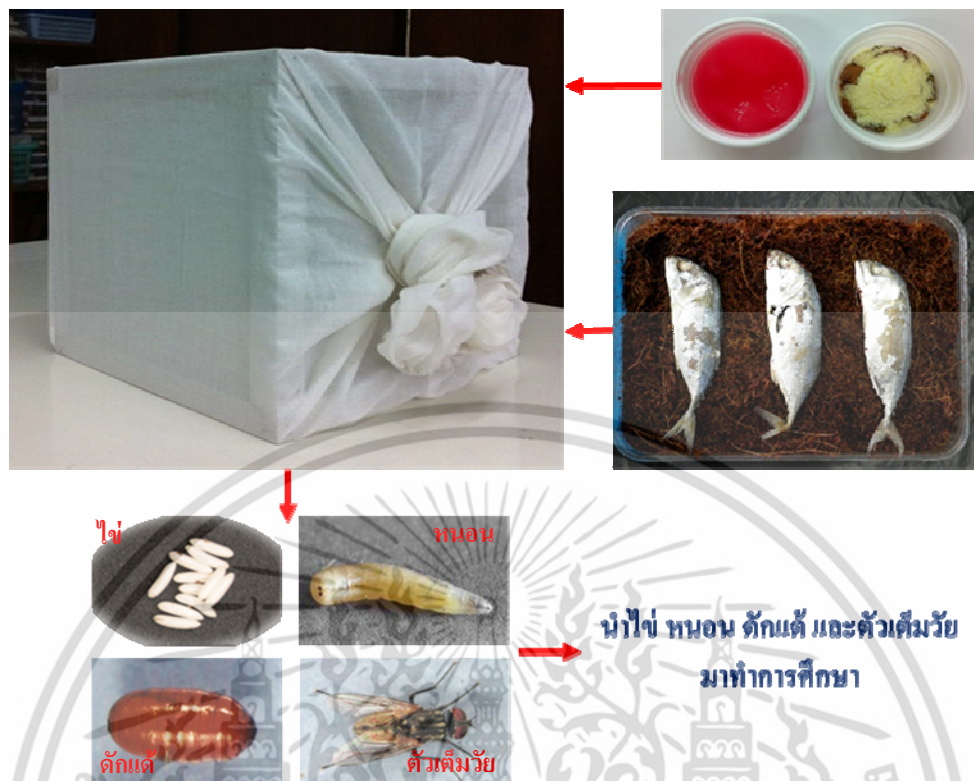 ไข่
หนอน
ดักแด้
ตัวเต็มวัย
นำไข่ หนอน ดักแด้ และตัวเต็มวัย
มาทำการศึกษา